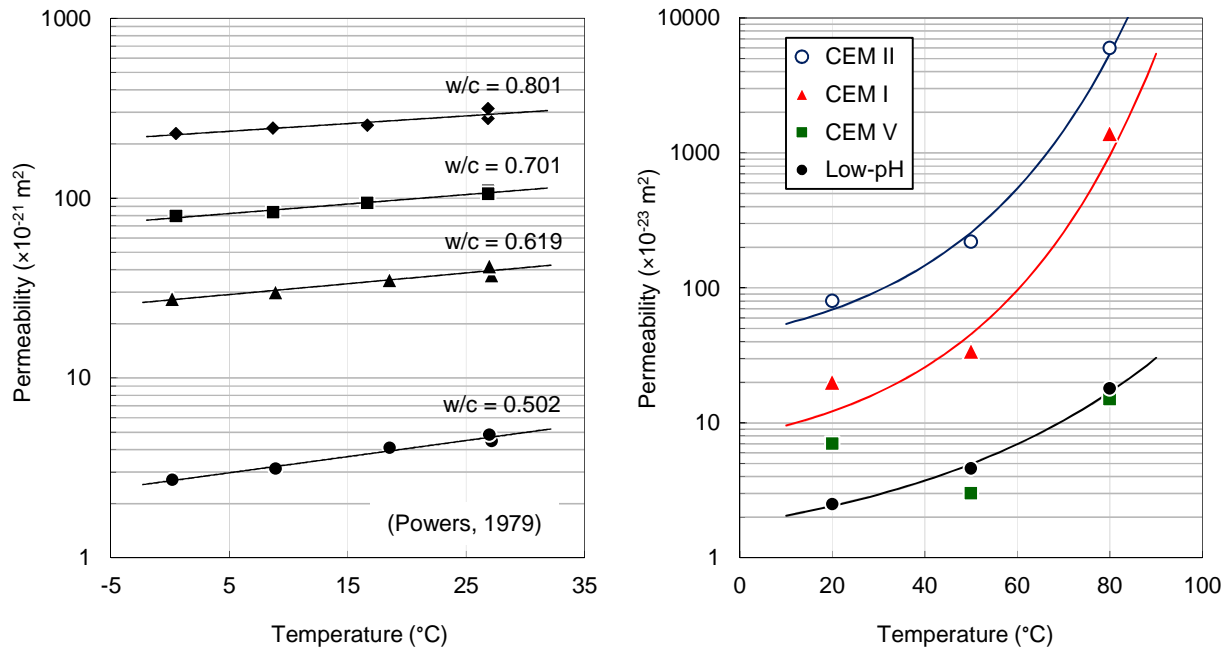 1000
100
10
1
-5
5
15
25
35
Permeability (×10⁻²¹ m²)
Temperature (°C)
w/c = 0.801
w/c = 0.701
w/c = 0.619
w/c = 0.502
(Powers, 1979)
10000
1000
100
10
1
0
20
40
60
80
100
Permeability (×10⁻²³ m²)
Temperature (°C)
CEM II
CEM I
CEM V
Low-pH